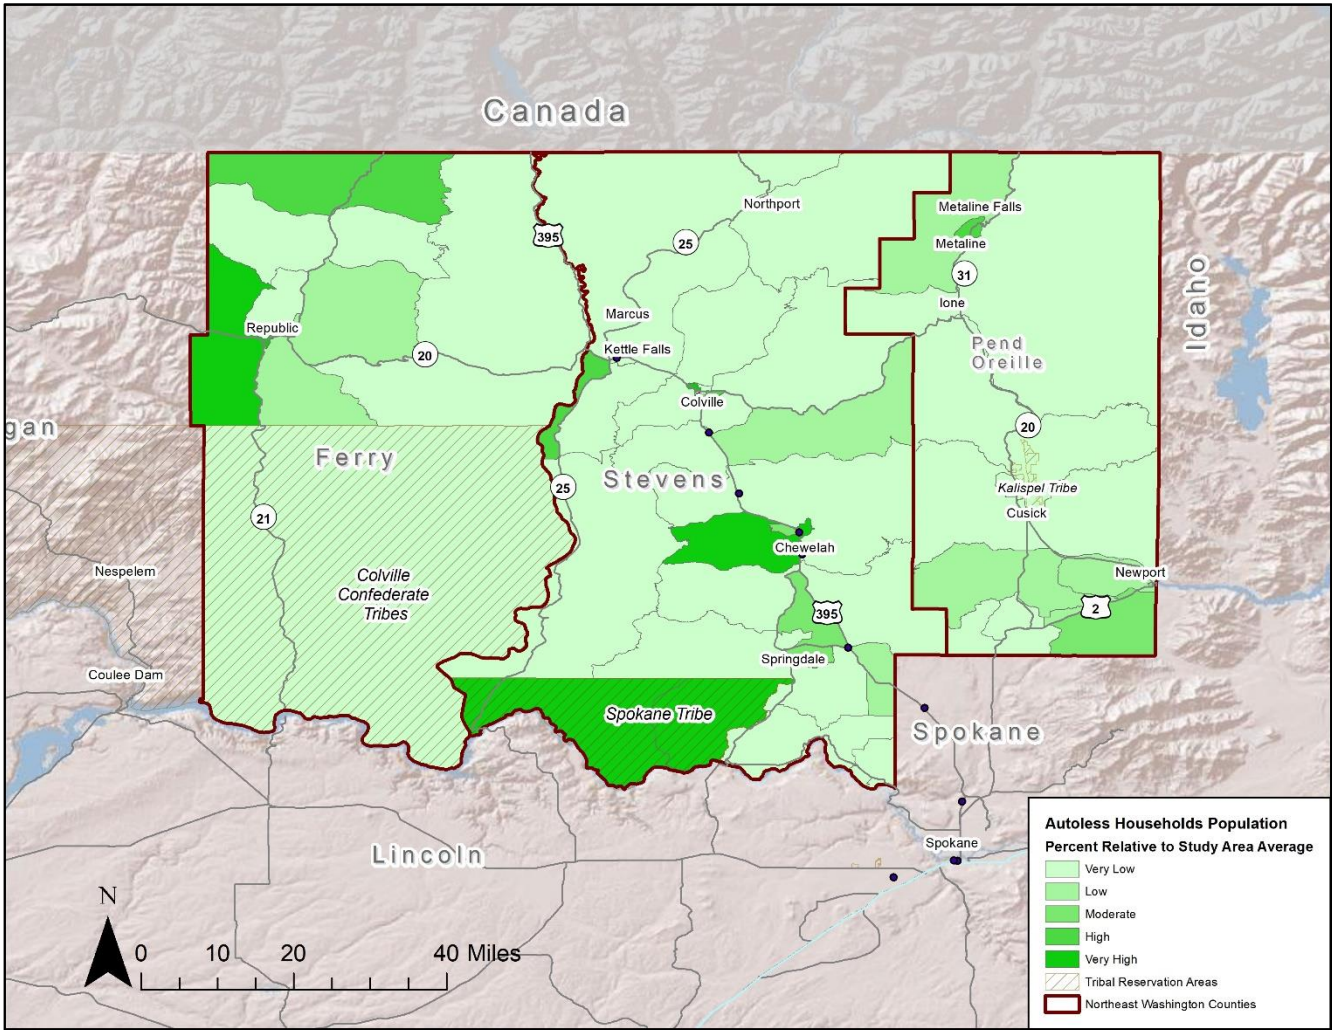 Canada
Northport
Metaline Falls
395
25
Metaline
31
Idaho
Ione
Marcus
Republic
Pend
Oreille
Kettle Falls
20
Colville
gan
20
Ferry
Stevens
25
Kalispel Tribe
Cusick
21
Chewelah
Nespelem
Newport
Colville
Confederate
Tribes
2
395
Springdale
Coulee Dam
Spokane Tribe
Spokane
Lincoln
Spokane
N
0 10 20 40 Miles
Autoless Households Population
Percent Relative to Study Area Average
Very Low
Low
Moderate
High
Very High
Tribal Reservation Areas
Northeast Washington Counties